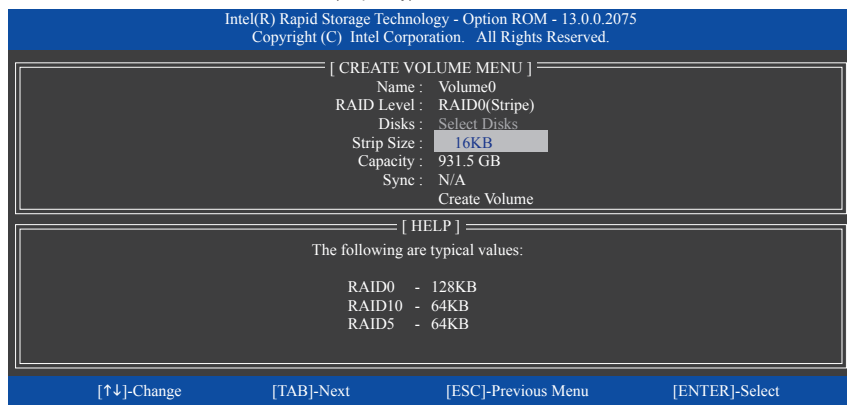 Intel(R) Rapid Storage Technology - Option ROM - 13.0.0.2075
Copyright (C) Intel Corporation. All Rights Reserved.
[ CREATE VOLUME MENU ]
Name : Volume0
RAID Level : RAID0(Stripe)
Disks : Select Disks
Strip Size : 16KB
Capacity : 931.5 GB
Sync : N/A
Create Volume
[ HELP ]
The following are typical values:
RAID0 - 128KB
RAID10 - 64KB
RAID5 - 64KB
[↑↓]-Change [TAB]-Next [ESC]-Previous Menu [ENTER]-Select